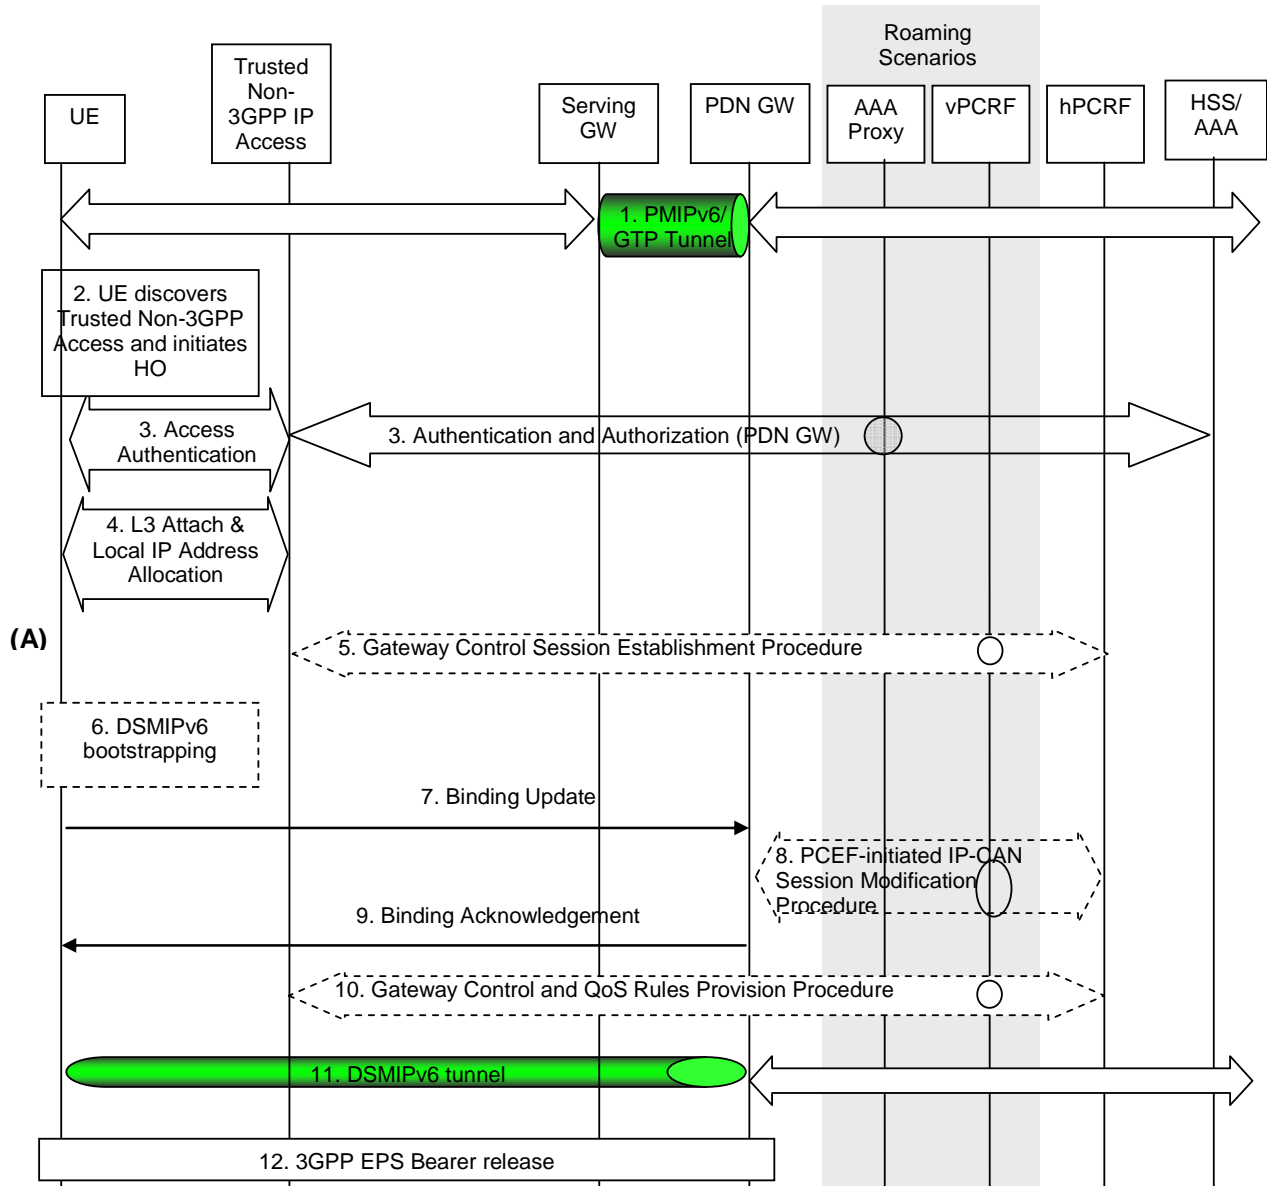 Roaming
Scenarios
UE
Trusted
Non-
3GPP IP
Access
Serving
GW
PDN GW
AAA
Proxy
vPCRF
hPCRF
HSS/
AAA
1. PMIPv6/
GTP Tunnel
2. UE discovers
Trusted Non-3GPP
Access and initiates
HO
3. Access
Authentication
3. Authentication and Authorization (PDN GW)
4. L3 Attach &
Local IP Address
Allocation
(A)
5. Gateway Control Session Establishment Procedure
6. DSMIPv6
bootstrapping
7. Binding Update
8. PCEF-initiated IP-CAN
Session Modification
Procedure
9. Binding Acknowledgement
10. Gateway Control and QoS Rules Provision Procedure
11. DSMIPv6 tunnel
12. 3GPP EPS Bearer release